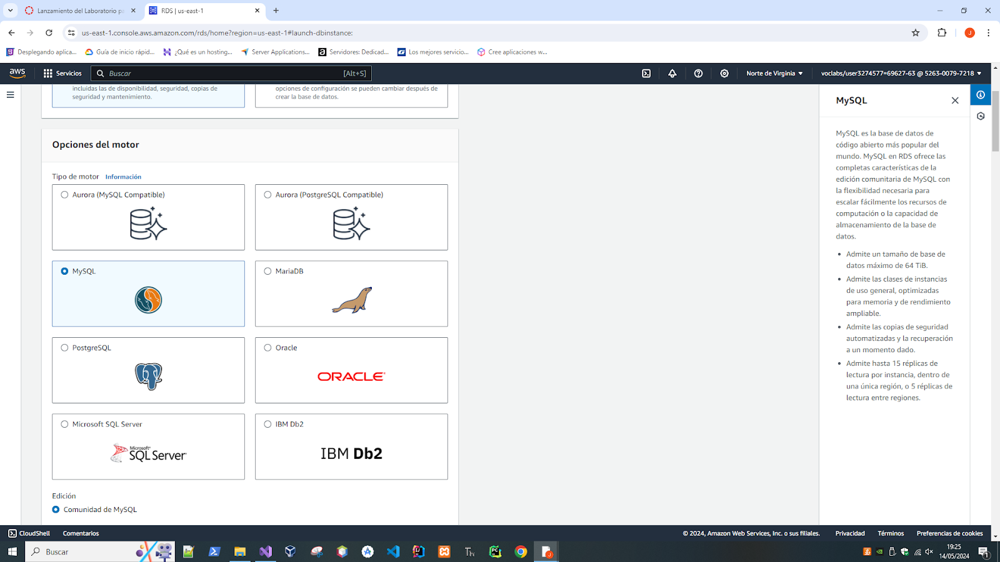 Lanzamiento del Laboratorio pa
RDS | us-east-1
us-east-1.console.aws.amazon.com/rds/home?region=us-east-1#launch-dbinstance:
J
Desplegando aplica...
Guía de inicio rápid...
¿Qué es un hosting...
Server Applications...
Servidores: Dedicad...
Los mejores servicio...
Cree aplicaciones w...
aws
Servicios
Buscar
[Alt+S]
Norte de Virginia
voclabs/user3274577=69627-63 @ 5263-0079-7218
incluidas las de disponibilidad, seguridad, copias de
seguridad y mantenimiento.
opciones de configuración se pueden cambiar después de
crear la base de datos.
Opciones del motor
Tipo de motor Información
Aurora (MySQL Compatible)
Aurora (PostgreSQL Compatible)
MySQL
MariaDB
PostgreSQL
Oracle
ORACLE
Microsoft SQL Server
Microsoft
SQL Server
IBM Db2
IBM Db2
Edición
Comunidad de MySQL
MySQL
MySQL es la base de datos de
código abierto más popular del
mundo. MySQL en RDS ofrece las
completas características de la
edición comunitaria de MySQL con
la flexibilidad necesaria para
escalar fácilmente los recursos de
computación o la capacidad de
almacenamiento de la base de
datos.
Admite un tamaño de base de
datos máximo de 64 TiB.
Admite las clases de instancias
de uso general, optimizadas
para memoria y de rendimiento
ampliable.
Admite las copias de seguridad
automatizadas y la recuperación
a un momento dado.
Admite hasta 15 réplicas de
lectura por instancia, dentro de
una única región, o 5 réplicas de
lectura entre regiones.
CloudShell
Comentarios
© 2024, Amazon Web Services, Inc. o sus filiales.
Privacidad
Términos
Preferencias de cookies
Buscar
19:25
14/05/2024
1